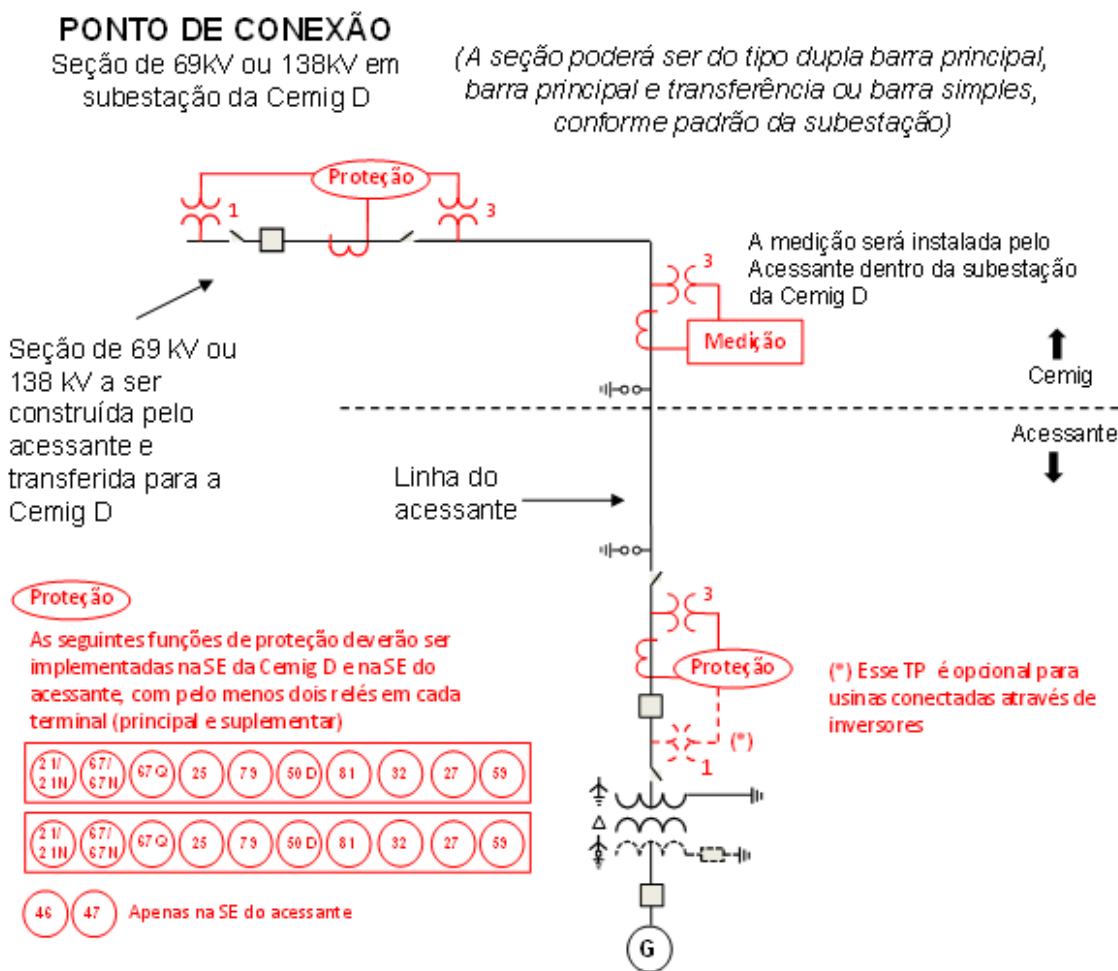 PONTO DE CONEXÃO
Seção de 69KV ou 138KV em
subestação da Cemig D
(A seção poderá ser do tipo dupla barra principal,
barra principal e transferência ou barra simples,
conforme padrão da subestação)
Proteção
1
3
A medição será instalada pelo
Acessante dentro da subestação
da Cemig D
3
Medição
Seção de 69 KV ou
138 KV a ser
construída pelo
acessante e
transferida para a
Cemig D
Cemig
Acessante
Linha do
acessante
Proteção
As seguintes funções de proteção deverão ser
implementadas na SE da Cemig D e na SE do
acessante, com pelo menos dois relés em cada
terminal (principal e suplementar)
21/ 21N 67/ 67N 67Q 25 79 50D 81 32 27 59
21/ 21N 67/ 67N 67Q 25 79 50D 81 32 27 59
46 47 Apenas na SE do acessante
3
Proteção
(*)
1
(*) Esse TP é opcional para
usinas conectadas através de
inversores
Δ
G